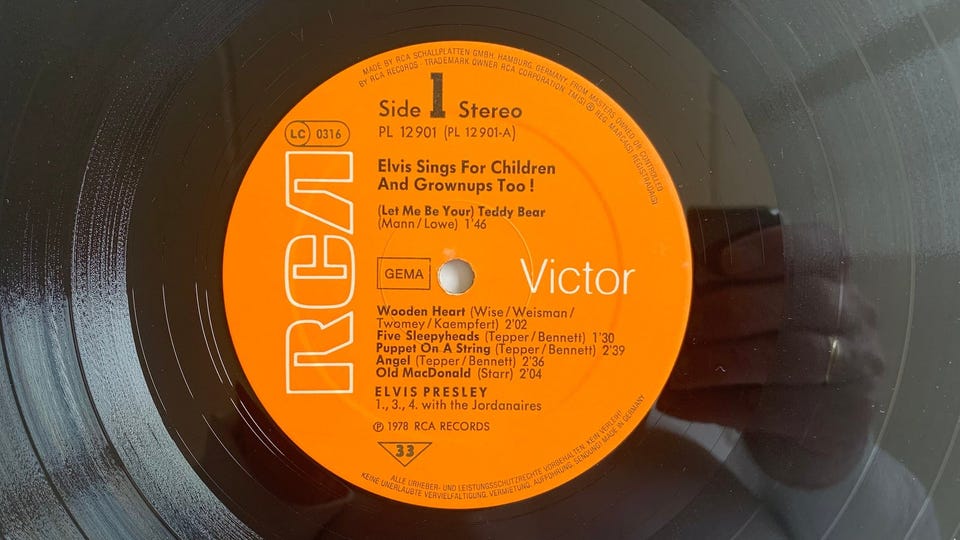 MADE BY RCA SCHALLPLATTEN GMBH, HAMBURG, GERMANY, FROM MASTERS OWNED OR CONTROLLED
BY RCA RECORDS · TRADEMARK OWNER RCA CORPORATION, TM(S) ® REG. MARCA(S) REGISTRADA(S)
Side 1 Stereo
PL 12901 (PL 12901-A)
LC 0316
RCA
Elvis Sings For Children
And Grownups Too !
(Let Me Be Your) Teddy Bear
(Mann/Lowe) 1'46
GEMA
Victor
Wooden Heart (Wise/Weisman/
Twomey/Kaempfert) 2'02
Five Sleepyheads (Tepper/Bennett) 1'30
Puppet On A String (Tepper/Bennett) 2'39
Angel (Tepper/Bennett) 2'36
Old MacDonald (Starr) 2'04
ELVIS PRESLEY
1., 3., 4. with the Jordanaires
℗ 1978 RCA RECORDS
33
ALLE URHEBER- UND LEISTUNGSSCHUTZRECHTE VORBEHALTEN. KEIN VERLEIH!
KEINE UNERLAUBTE VERVIELFÄLTIGUNG, VERMIETUNG, AUFFÜHRUNG, SENDUNG! MADE IN GERMANY